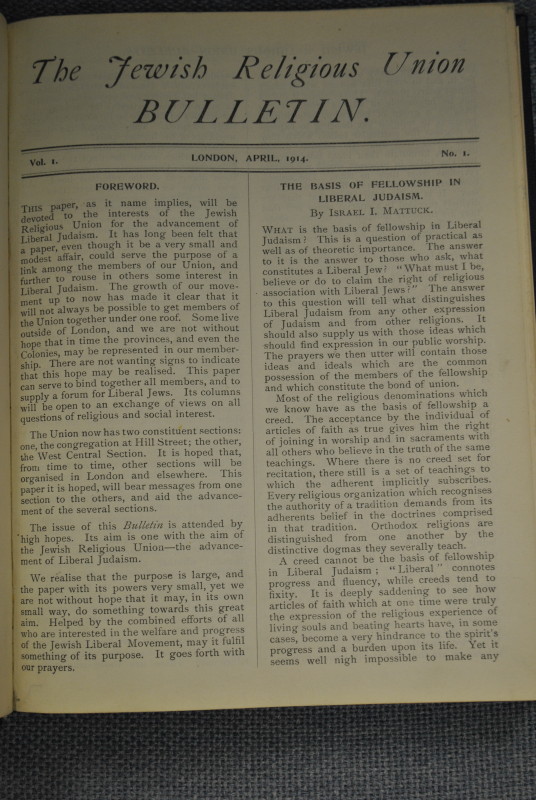 The Jewish Religious Union
BULLETIN.
Vol. 1.
LONDON, APRIL, 1914.
No. 1.
FOREWORD.
THIS paper, as it name implies, will be
devoted to the interests of the Jewish
Religious Union for the advancement of
Liberal Judaism. It has long been felt that
a paper, even though it be a very small and
modest affair, could serve the purpose of a
link among the members of our Union, and
further to rouse in others some interest in
Liberal Judaism. The growth of our move-
ment up to now has made it clear that it
will not always be possible to get members of
the Union together under one roof. Some live
outside of London, and we are not without
hope that in time the provinces, and even the
Colonies, may be represented in our member-
ship. There are not wanting signs to indicate
that this hope may be realised. This paper
can serve to bind together all members, and to
supply a forum for Liberal Jews. Its columns
will be open to an exchange of views on all
questions of religious and social interest.
The Union now has two constituent sections:
one, the congregation at Hill Street; the other,
the West Central Section. It is hoped that,
from time to time, other sections will be
organised in London and elsewhere. This
paper it is hoped, will bear messages from one
section to the others, and aid the advance-
ment of the several sections.
The issue of this Bulletin is attended by
high hopes. Its aim is one with the aim of
the Jewish Religious Union—the advance-
ment of Liberal Judaism.
We réalise that the purpose is large, and
the paper with its powers very small, yet we
are not without hope that it may, in its own
small way, do something towards this great
aim. Helped by the combined efforts of all
who are interested in the welfare and progress
of the Jewish Liberal Movement, may it fulfil
something of its purpose. It goes forth with
our prayers.
THE BASIS OF FELLOWSHIP IN
LIBERAL JUDAISM.
By ISRAEL I. MATTUCK.
WHAT is the basis of fellowship in Liberal
Judaism? This is a question of practical as
well as of theoretic importance. The answer
to it is the answer to those who ask, what
constitutes a Liberal Jew? "What must I be,
believe or do to claim the right of religious
association with Liberal Jews?" The answer
to this question will tell what distinguishes
Liberal Judaism from any other expression
of Judaism and from other religions. It
should also supply us with those ideas which
should find expression in our public worship.
The prayers we then utter will contain those
ideas and ideals which are the common
possession of the members of the fellowship
and which constitute the bond of union.
Most of the religious denominations which
we know have as the basis of fellowship a
creed. The acceptance by the individual of
articles of faith as true gives him the right
of joining in worship and in sacraments with
all others who believe in the truth of the same
teachings. Where there is no creed set for
recitation, there still is a set of teachings to
which the adherent implicitly subscribes.
Every religious organization which recognises
the authority of a tradition demands from its
adherents belief in the doctrines comprised
in that tradition. Orthodox religions are
distinguished from one another by the
distinctive dogmas they severally teach.
A creed cannot be the basis of fellowship
in Liberal Judaism; "Liberal" connotes
progress and fluency, while creeds tend to
fixity. It is deeply saddening to see how
articles of faith which at one time were truly
the expression of the religious experience of
living souls and beating hearts have, in some
cases, become a very hindrance to the spirit's
progress and a burden upon its life. Yet it
seems well nigh impossible to make any